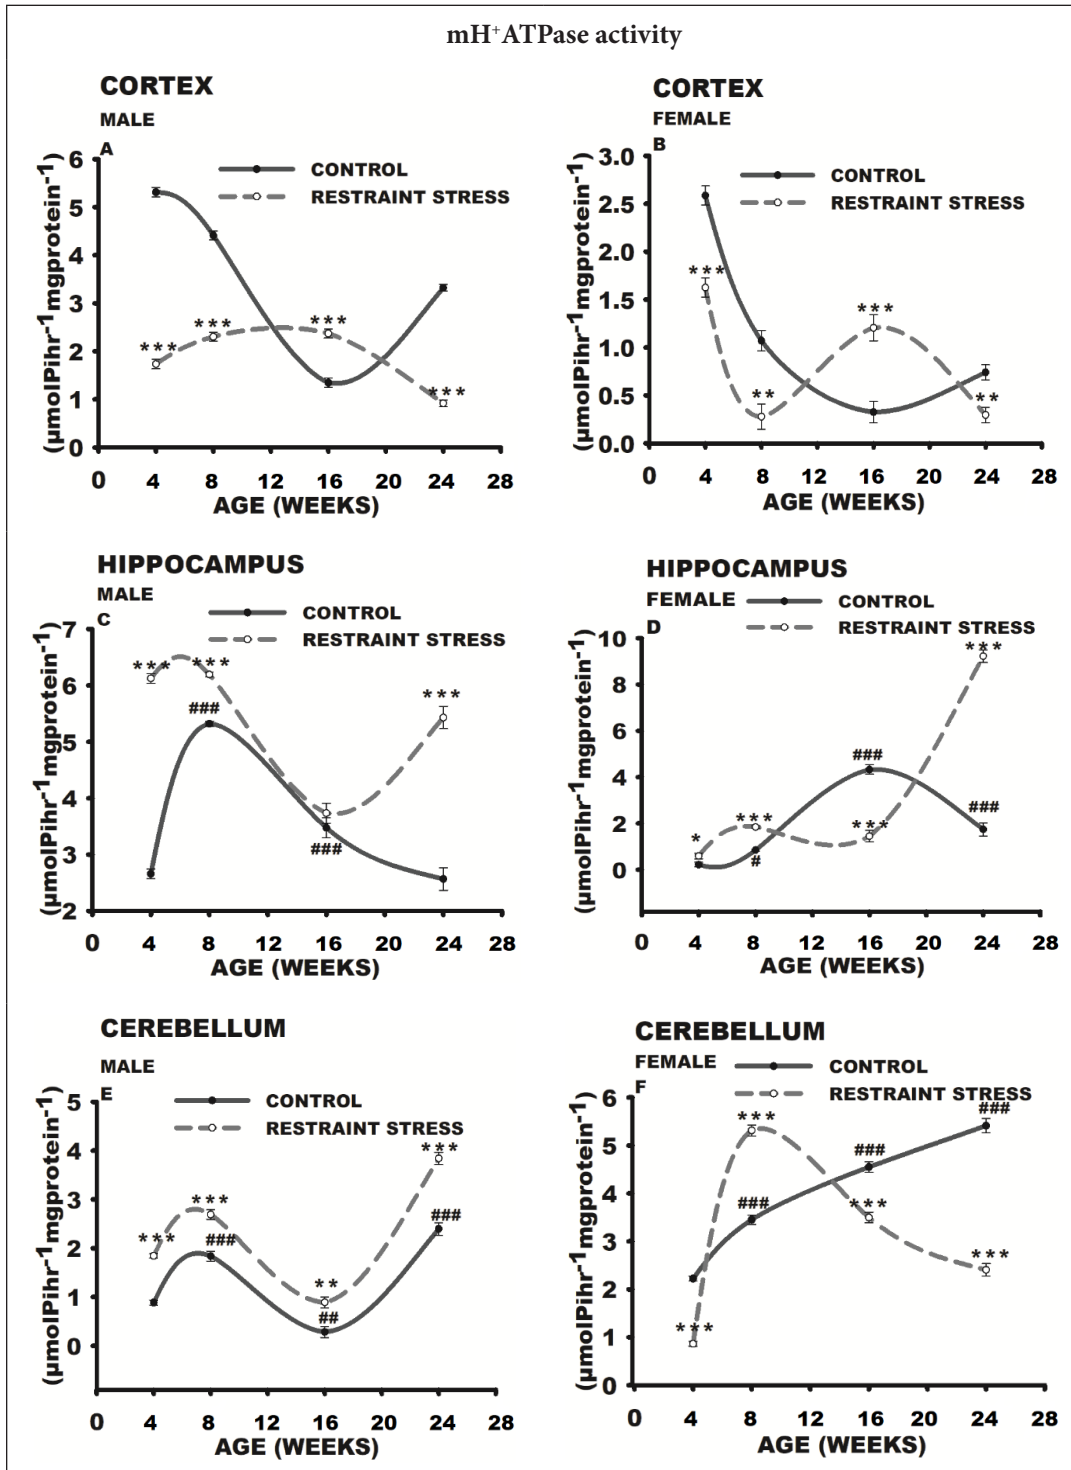 mH⁺ATPase activity
CORTEX
MALE
A
CONTROL
RESTRAINT STRESS
(µmolPihr⁻¹mgprotein⁻¹)
6
5
4
3
2
1
0
***
***
***
***
0 4 8 12 16 20 24 28
AGE (WEEKS)
CORTEX
FEMALE
B
CONTROL
RESTRAINT STRESS
(µmolPihr⁻¹mgprotein⁻¹)
3.0
2.5
2.0
1.5
1.0
0.5
0.0
***
**
***
**
0 4 8 12 16 20 24 28
AGE (WEEKS)
HIPPOCAMPUS
MALE
C
CONTROL
RESTRAINT STRESS
(µmolPihr⁻¹mgprotein⁻¹)
7
6
5
4
3
2
***
***
###
###
***
0 4 8 12 16 20 24 28
AGE (WEEKS)
HIPPOCAMPUS
FEMALE
D
CONTROL
RESTRAINT STRESS
(µmolPihr⁻¹mgprotein⁻¹)
10
8
6
4
2
0
*
***
#
###
***
***
###
0 4 8 12 16 20 24 28
AGE (WEEKS)
CEREBELLUM
MALE
E
CONTROL
RESTRAINT STRESS
(µmolPihr⁻¹mgprotein⁻¹)
5
4
3
2
1
0
***
***
###
**
##
***
###
0 4 8 12 16 20 24 28
AGE (WEEKS)
CEREBELLUM
FEMALE
F
CONTROL
RESTRAINT STRESS
(µmolPihr⁻¹mgprotein⁻¹)
6
5
4
3
2
1
0
***
***
###
###
***
###
***
0 4 8 12 16 20 24 28
AGE (WEEKS)